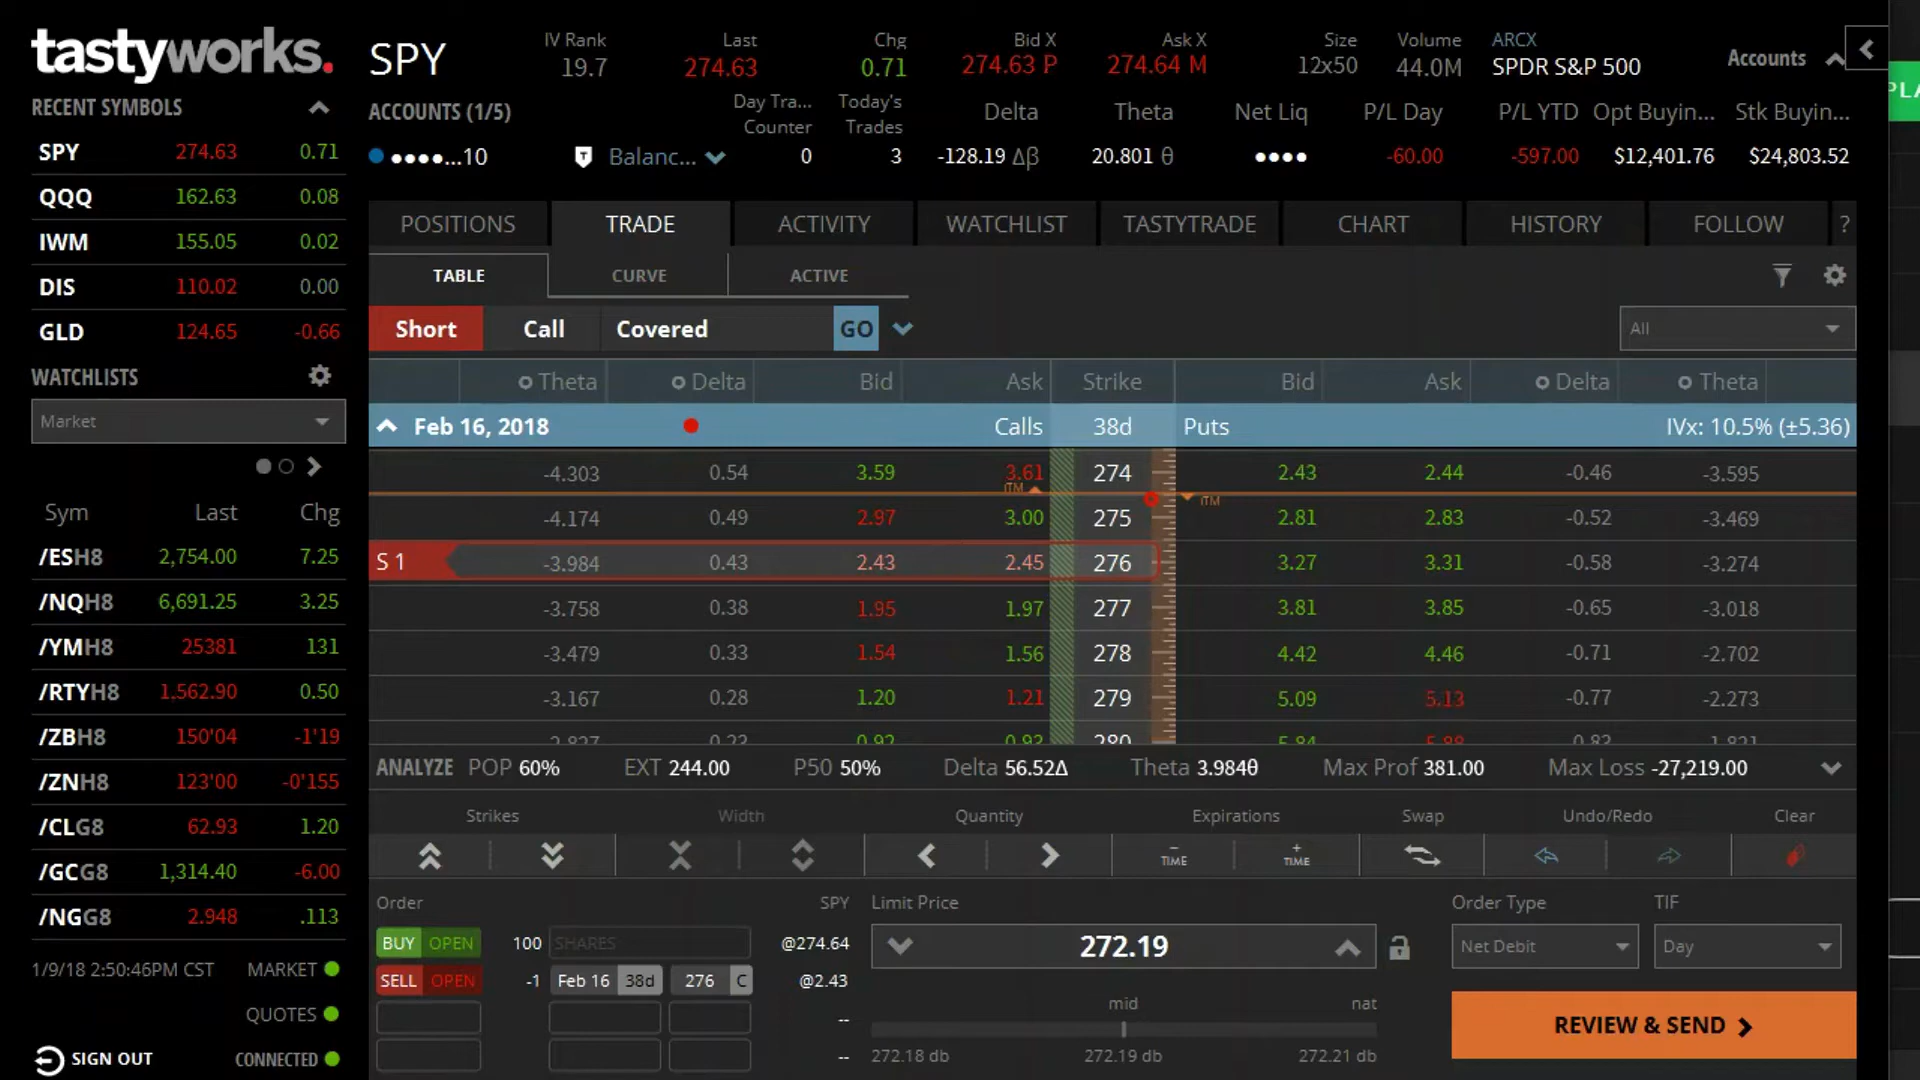 tastyworks.
RECENT SYMBOLS
SPY 274.63 0.71
QQQ 162.63 0.08
IWM 155.05 0.02
DIS 110.02 0.00
GLD 124.65 -0.66
WATCHLISTS
Market
Sym Last Chg
/ESH8 2,754.00 7.25
/NQH8 6,691.25 3.25
/YMH8 25381 131
/RTYH8 1,562.90 0.50
/ZBH8 150'04 -1'19
/ZNH8 123'00 -0'155
/CLG8 62.93 1.20
/GCG8 1,314.40 -6.00
/NGG8 2.948 .113
1/9/18 2:50:46PM CST MARKET
QUOTES
SIGN OUT CONNECTED
SPY
IV Rank Last Chg Bid X Ask X Size Volume ARCX
19.7 274.63 0.71 274.63 P 274.64 M 12x50 44.0M SPDR S&P 500
Accounts
ACCOUNTS (1/5) Day Tra... Counter Today's Trades Delta Theta Net Liq P/L Day P/L YTD Opt Buyin... Stk Buyin...
••••...10 T Balanc... 0 3 -128.19 Δβ 20.801 θ •••• -60.00 -597.00 $12,401.76 $24,803.52
POSITIONS TRADE ACTIVITY WATCHLIST TASTYTRADE CHART HISTORY FOLLOW ?
TABLE CURVE ACTIVE
Short Call Covered GO All
Theta Delta Bid Ask Strike Bid Ask Delta Theta
Feb 16, 2018 Calls 38d Puts IVx: 10.5% (±5.36)
-4.303 0.54 3.59 3.61 274 2.43 2.44 -0.46 -3.595
ITM ITM
-4.174 0.49 2.97 3.00 275 2.81 2.83 -0.52 -3.469
S 1 -3.984 0.43 2.43 2.45 276 3.27 3.31 -0.58 -3.274
-3.758 0.38 1.95 1.97 277 3.81 3.85 -0.65 -3.018
-3.479 0.33 1.54 1.56 278 4.42 4.46 -0.71 -2.702
-3.167 0.28 1.20 1.21 279 5.09 5.13 -0.77 -2.273
280
ANALYZE POP 60% EXT 244.00 P50 50% Delta 56.52Δ Theta 3.984θ Max Prof 381.00 Max Loss -27,219.00
Strikes Width Quantity Expirations Swap Undo/Redo Clear
- TIME + TIME
Order SPY Limit Price Order Type TIF
BUY OPEN 100 SHARES @274.64 272.19 Net Debit Day
SELL OPEN -1 Feb 16 38d 276 C @2.43
-- mid nat
-- 272.18 db 272.19 db 272.21 db
REVIEW & SEND